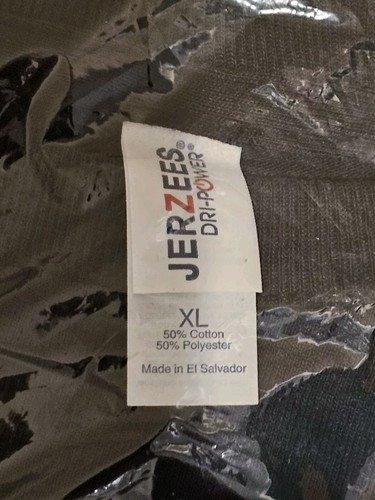 JERZEES®
DRI-POWER®
XL
50% Cotton
50% Polyester
Made in El Salvador